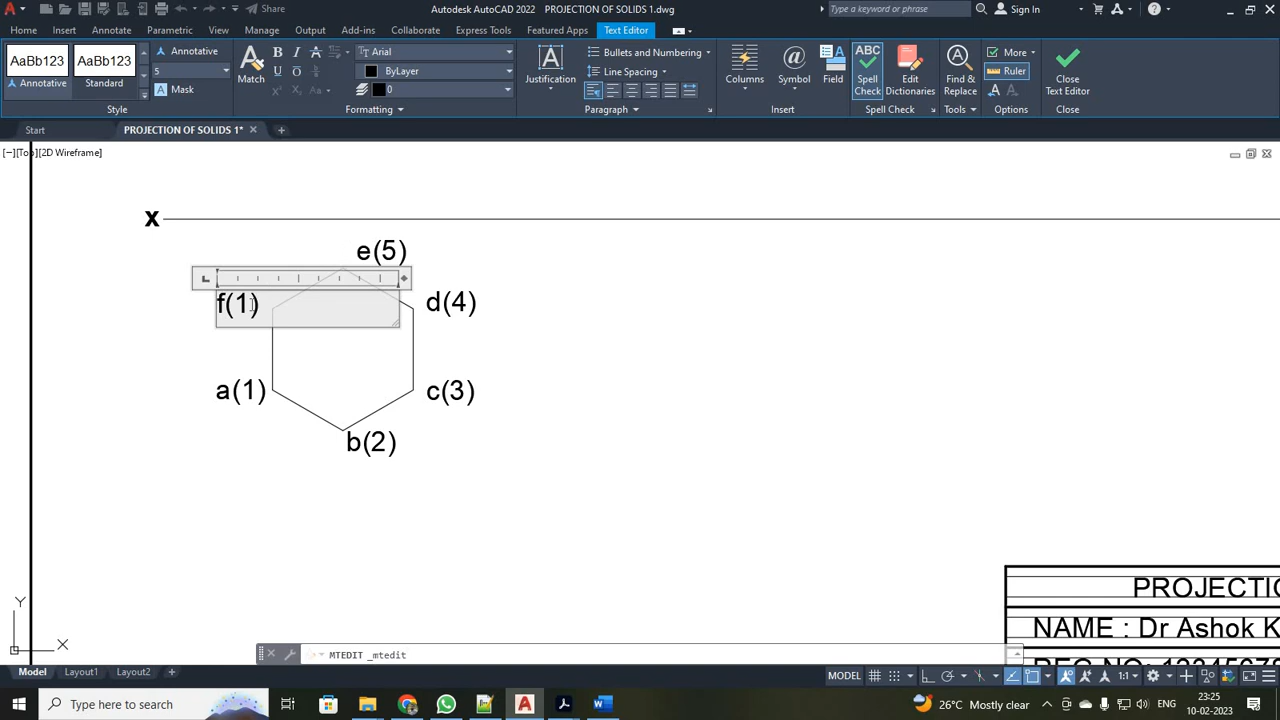 Share
Autodesk AutoCAD 2022 PROJECTION OF SOLIDS 1.dwg
Type a keyword or phrase
Sign In
Home Insert Annotate Parametric View Manage Output Add-ins Collaborate Express Tools Featured Apps Text Editor
AaBb123 AaBb123
Annotative Standard
Annotative
5
Mask
Style
Match
Arial
ByLayer
0
Formatting
Justification
Bullets and Numbering
Line Spacing
Paragraph
Columns
Symbol
Field
Insert
ABC
Spell Check
Edit Dictionaries
Spell Check
Find & Replace
Tools
More
Ruler
Options
Close Text Editor
Close
Start
PROJECTION OF SOLIDS 1*
[−][Top][2D Wireframe]
X
e(5)
f(1)
d(4)
a(1)
c(3)
b(2)
Y
X
PROJECTIO
NAME : Dr Ashok K
MTEDIT _mtedit
Model Layout1 Layout2
MODEL
1:1
Type here to search
26°C Mostly clear
ENG
23:25
10-02-2023